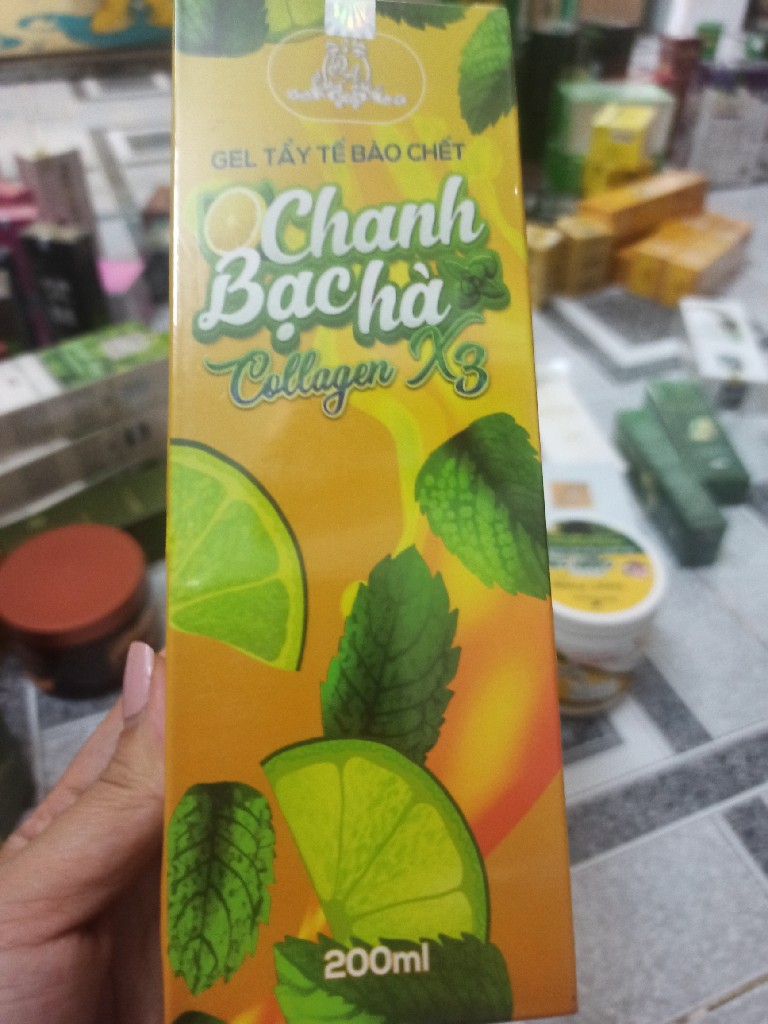 GEL TẨY TẾ BÀO CHẾT
Chanh
Bạc hà
Collagen X3
200ml